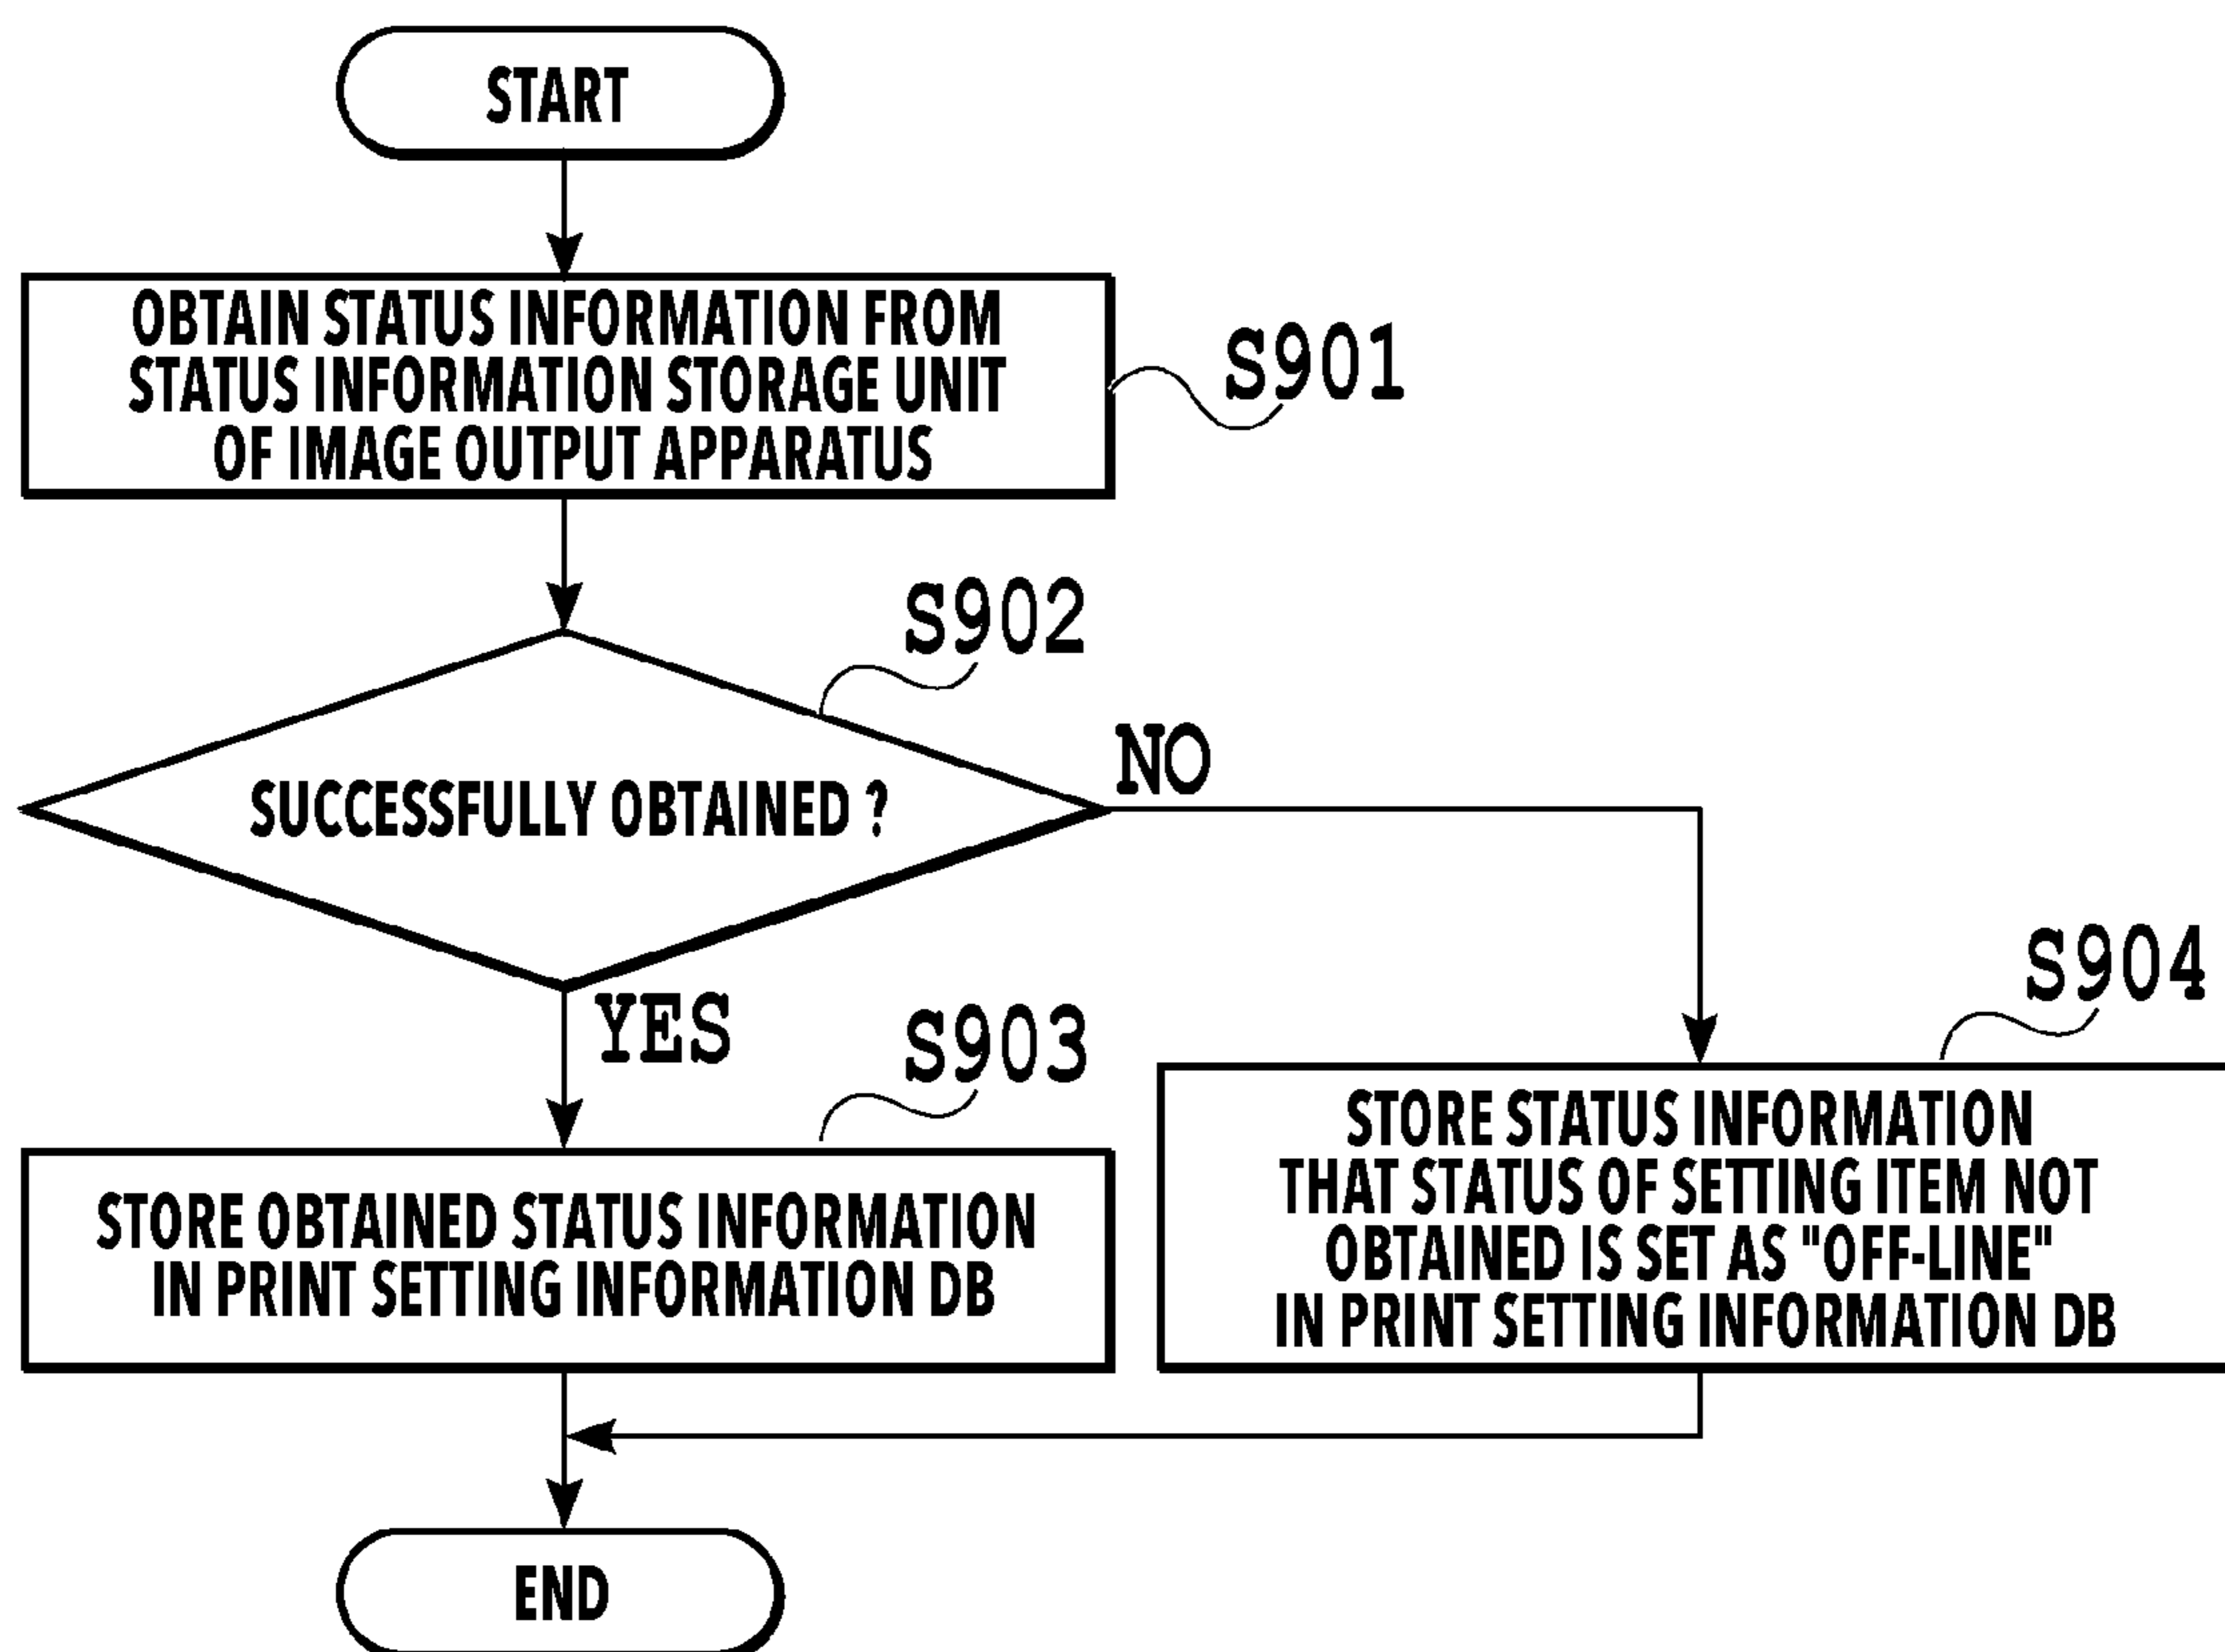 START
OBTAIN STATUS INFORMATION FROM
STATUS INFORMATION STORAGE UNIT
OF IMAGE OUTPUT APPARATUS
S901
S902
SUCCESSFULLY OBTAINED ?
NO
YES
S903
STORE OBTAINED STATUS INFORMATION
IN PRINT SETTING INFORMATION DB
S904
STORE STATUS INFORMATION
THAT STATUS OF SETTING ITEM NOT
OBTAINED IS SET AS "OFF-LINE"
IN PRINT SETTING INFORMATION DB
END